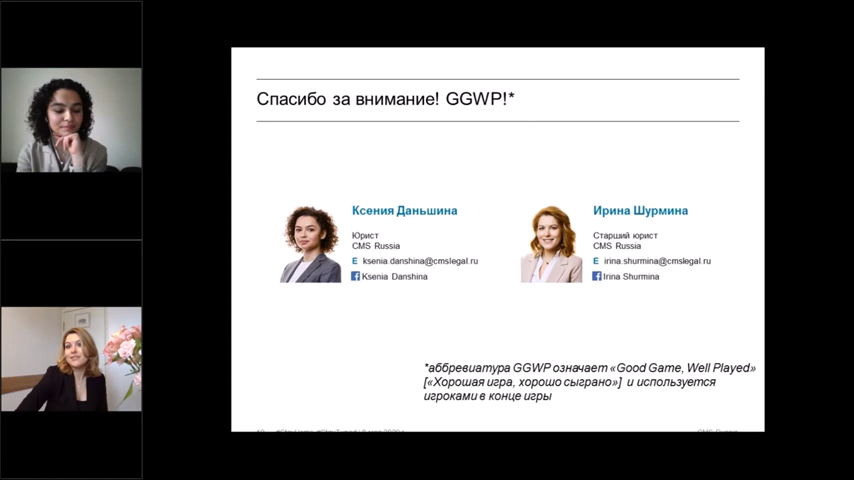 Спасибо за внимание! GGWP!*
Ксения Даньшина
Юрист
CMS Russia
E ksenia.danshina@cmslegal.ru
Ksenia Danshina
Ирина Шурмина
Старший юрист
CMS Russia
E irina.shurmina@cmslegal.ru
Irina Shurmina
*аббревиатура GGWP означает «Good Game, Well Played»
[«Хорошая игра, хорошо сыграно»] и используется
игроками в конце игры
CMS Russia